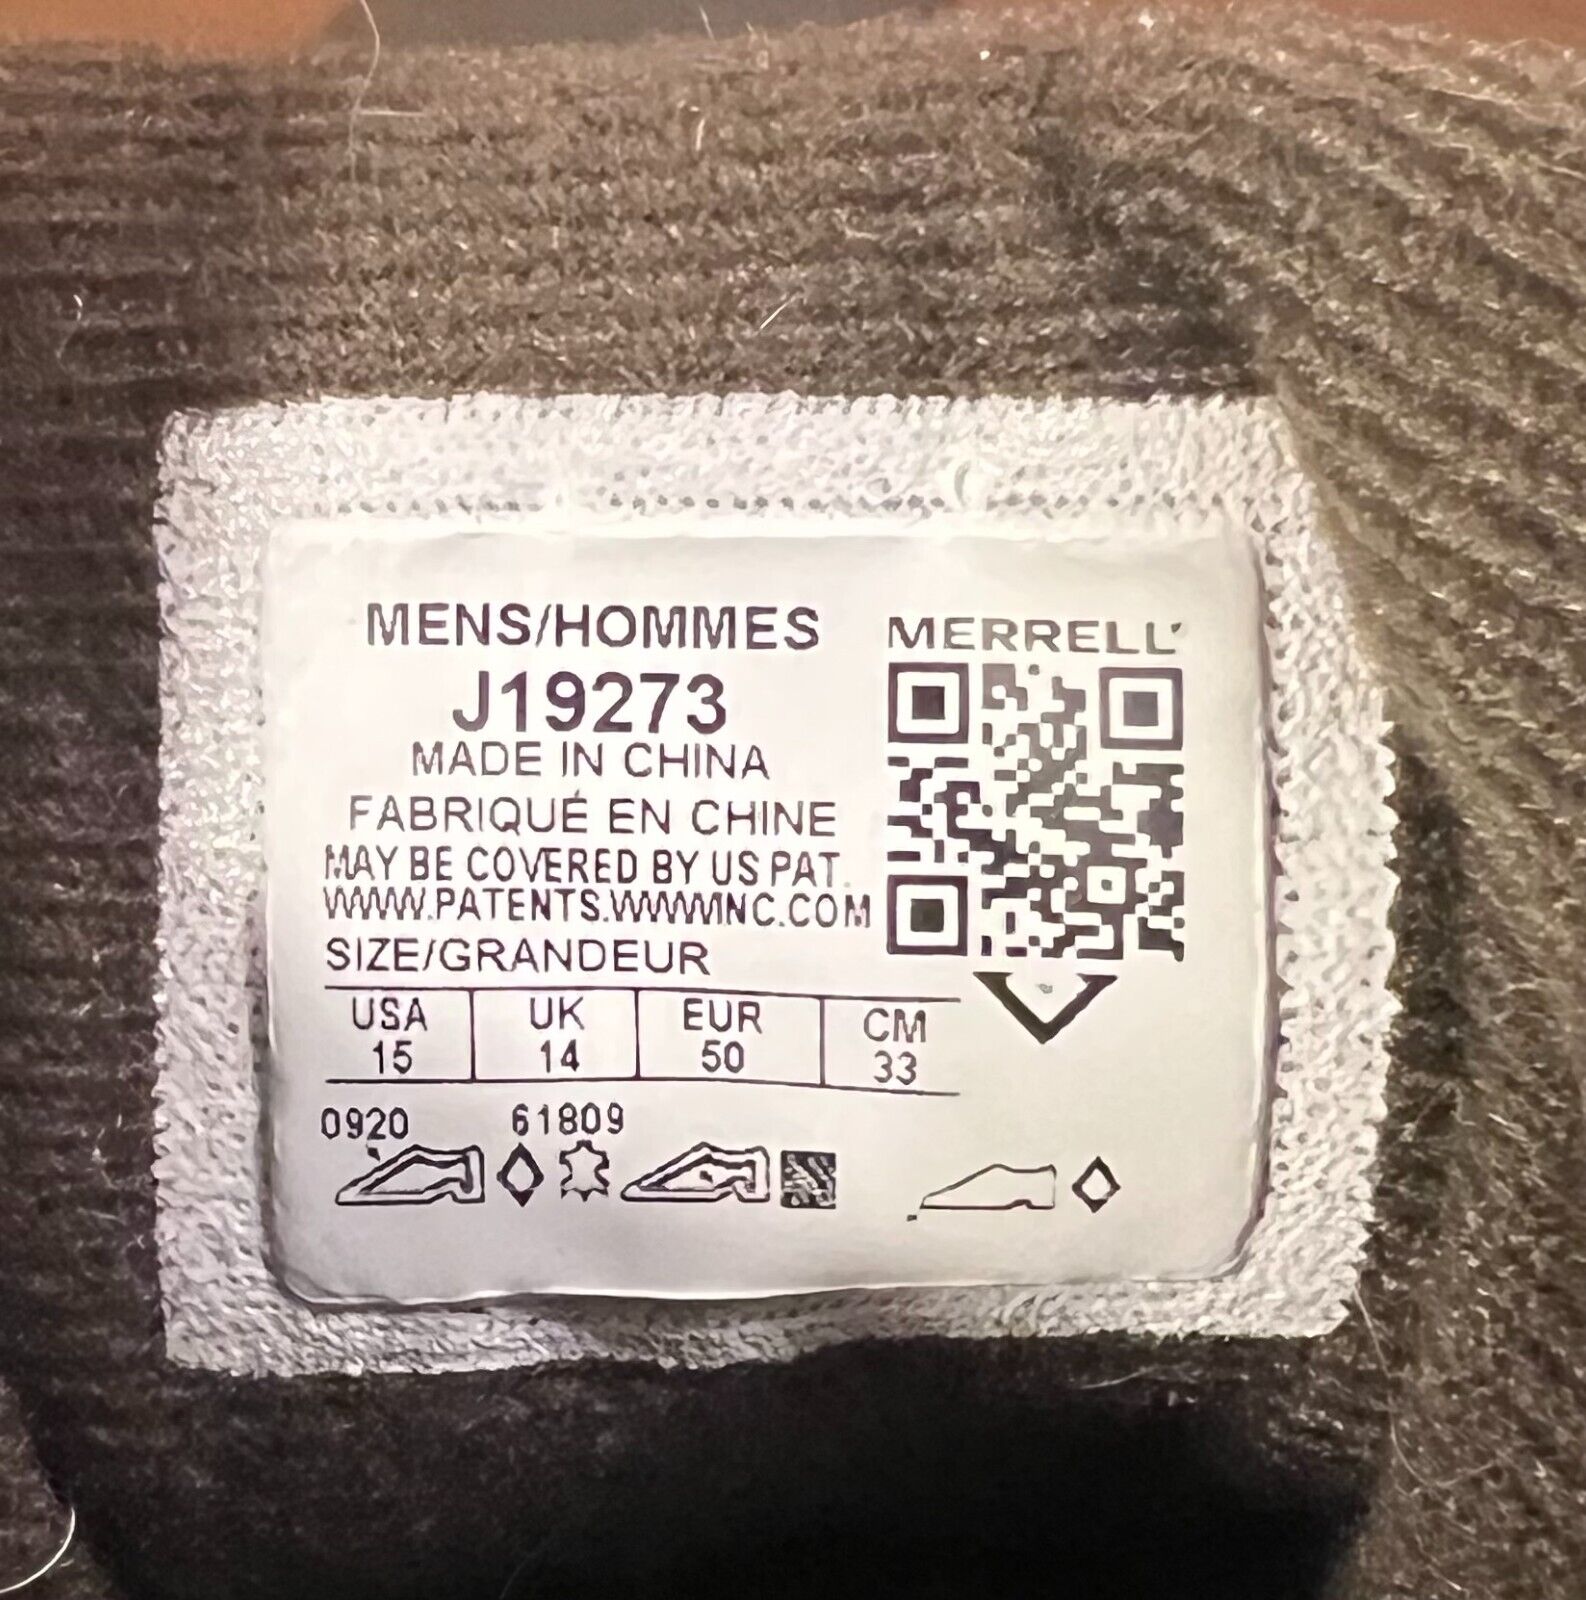 MENS/HOMMES
J19273
MADE IN CHINA
FABRIQUÉ EN CHINE
MAY BE COVERED BY US PAT.
WWW.PATENTS.WWWINC.COM
SIZE/GRANDEUR
USA UK EUR CM
15 14 50 33
0920 61809
MERRELL